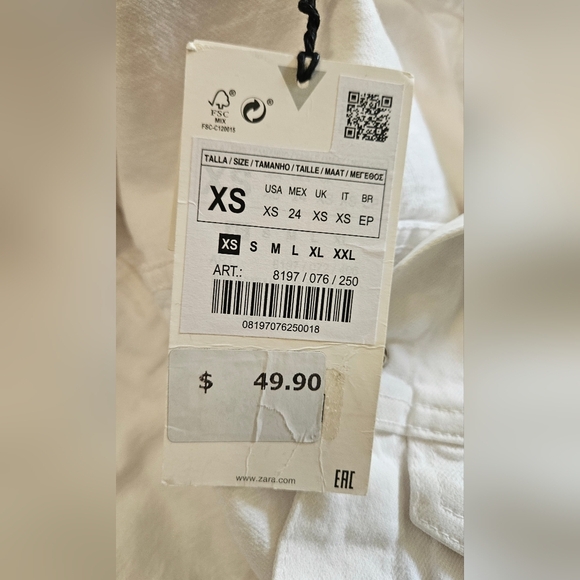 FSC®
MIX
FSC-C120015
®
TALLA / SIZE / TAMANHO / TAILLE / MAAT / ΜΕΓΕΘΟΣ
XS
USA MEX UK IT BR
XS 24 XS XS EP
XS S M L XL XXL
ART.: 8197 / 076 / 250
08197076250018
$ 49.90
www.zara.com
EAC